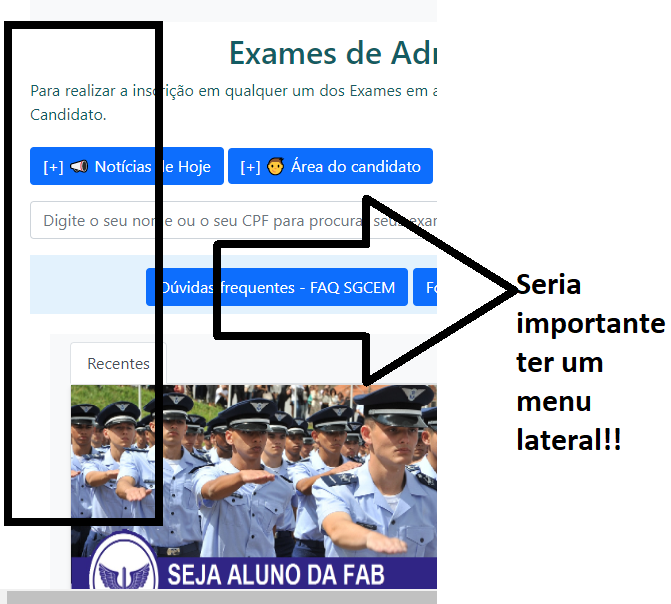 Exames de Adm
Para realizar a inscrição em qualquer um dos Exames em a
Candidato.
[+] Notícias de Hoje
[+] Área do candidato
Digite o seu nome ou o seu CPF para procurar seus exam
Dúvidas frequentes - FAQ SGCEM
Fo
Recentes
SEJA ALUNO DA FAB
Seria
importante
ter um
menu
lateral!!